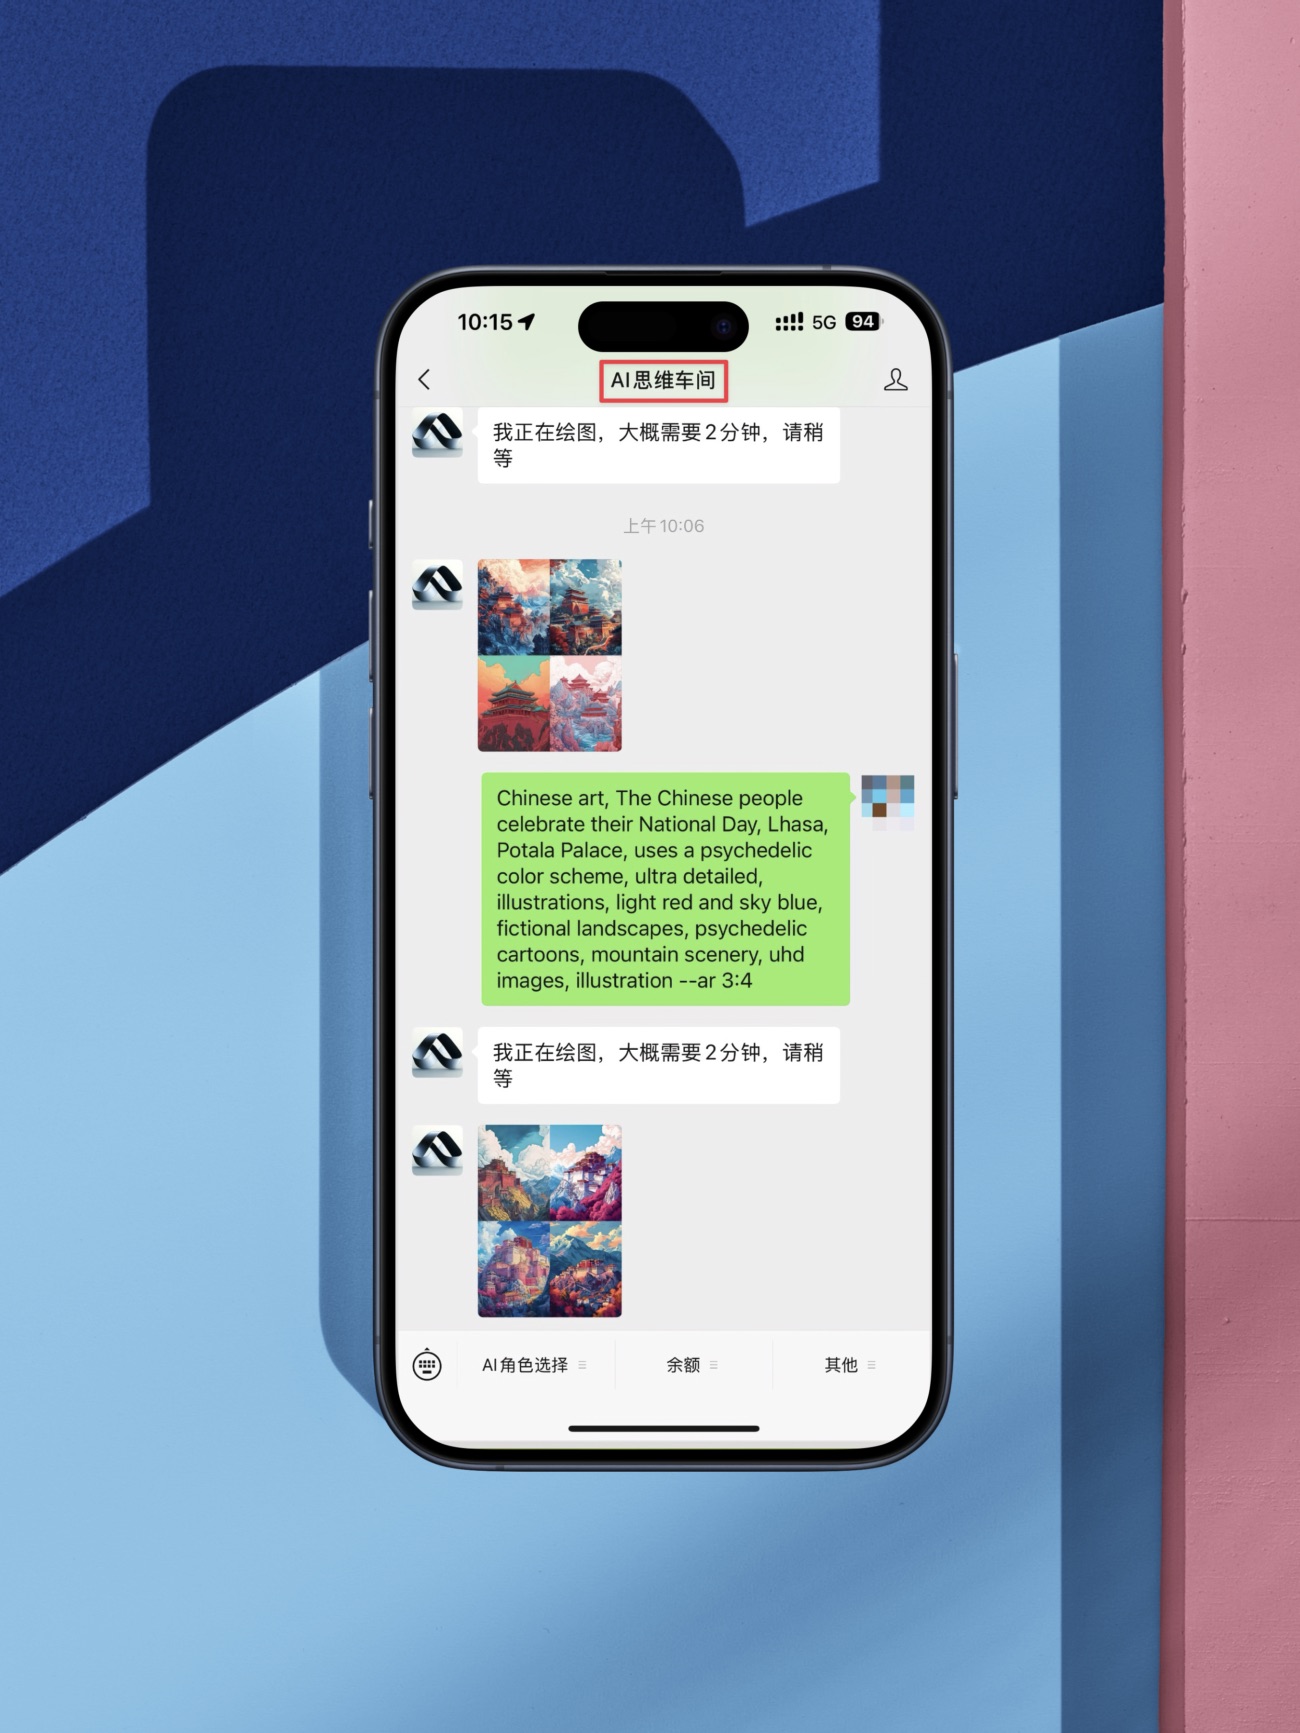 10:15
5G
94
AI思维车间
我正在绘图，大概需要2分钟，请稍
等
上午10:06
Chinese art, The Chinese people
celebrate their National Day, Lhasa,
Potala Palace, uses a psychedelic
color scheme, ultra detailed,
illustrations, light red and sky blue,
fictional landscapes, psychedelic
cartoons, mountain scenery, uhd
images, illustration --ar 3:4
我正在绘图，大概需要2分钟，请稍
等
AI角色选择
余额
其他